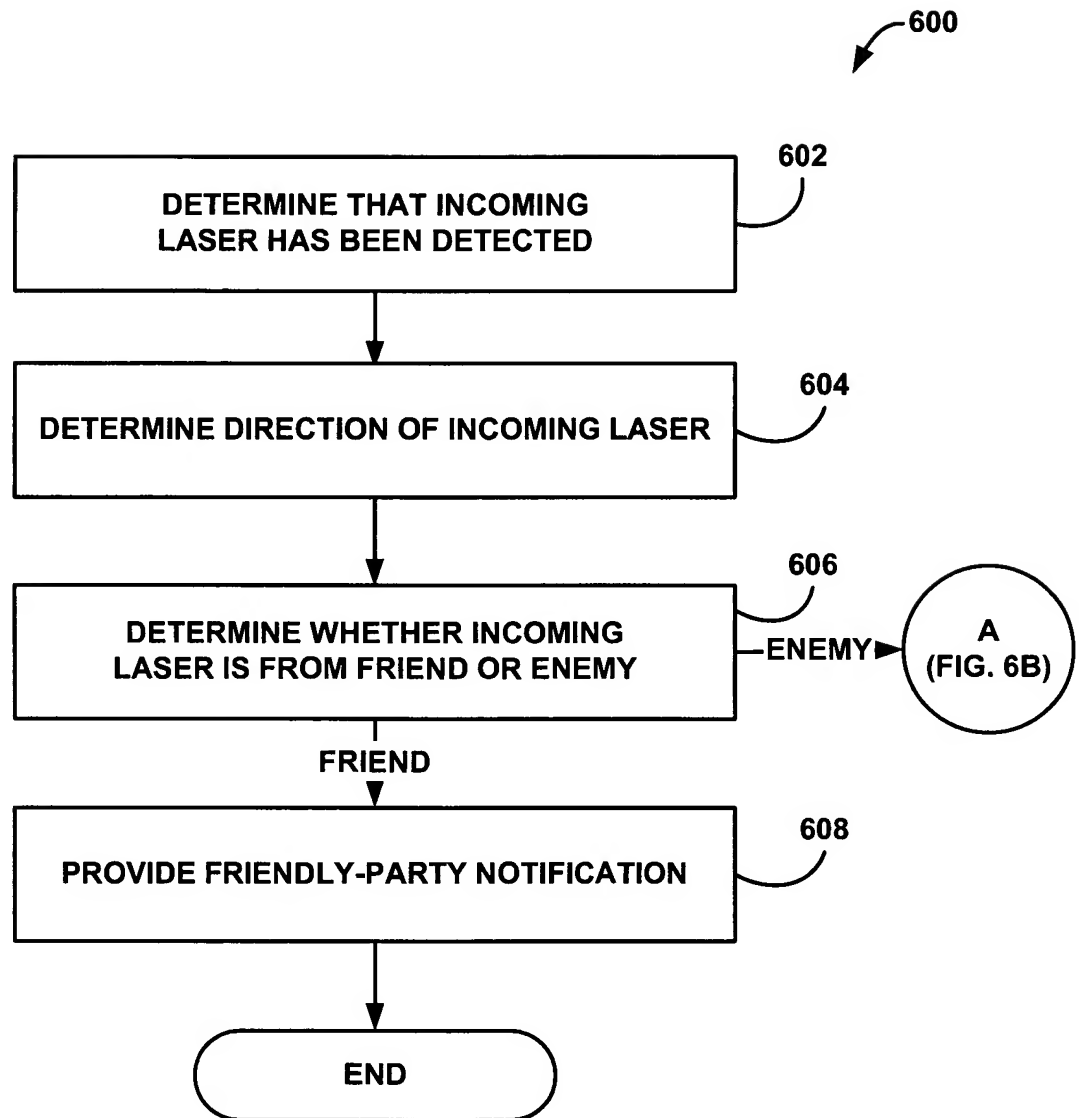 600
602
DETERMINE THAT INCOMING
LASER HAS BEEN DETECTED
604
DETERMINE DIRECTION OF INCOMING LASER
606
DETERMINE WHETHER INCOMING
LASER IS FROM FRIEND OR ENEMY
ENEMY
A
(FIG. 6B)
FRIEND
608
PROVIDE FRIENDLY-PARTY NOTIFICATION
END